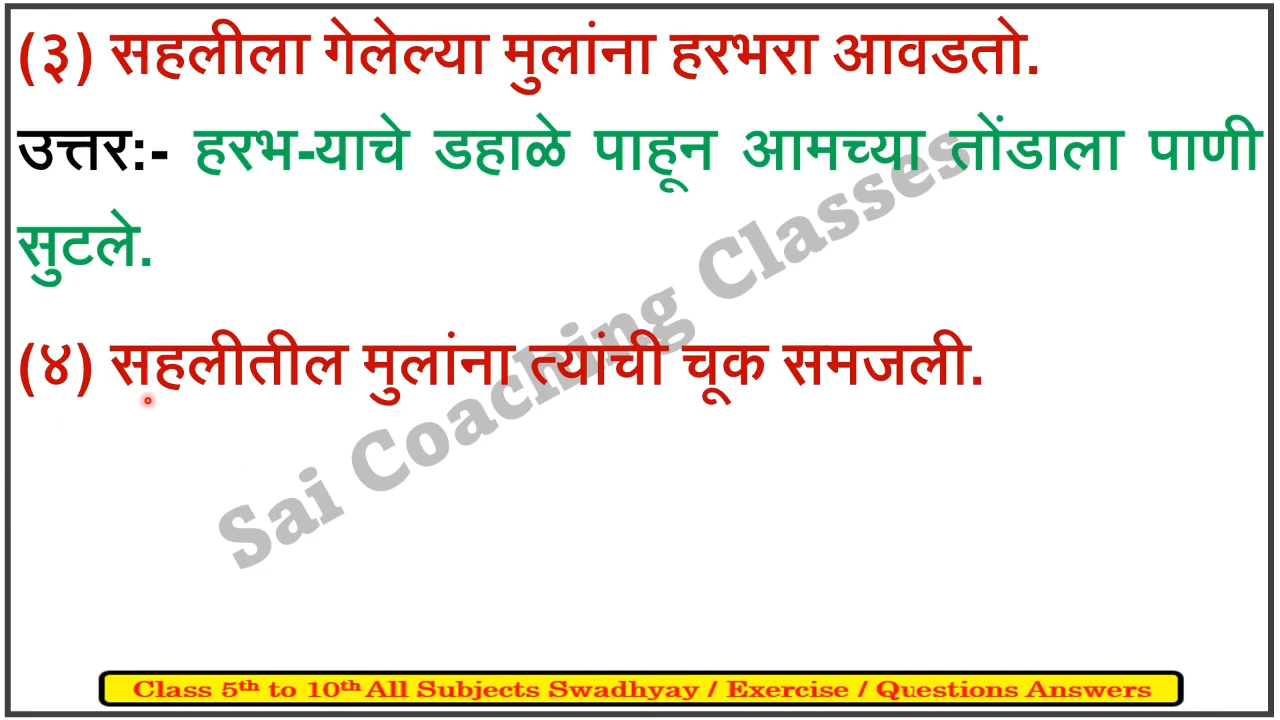 (३) सहलीला गेलेल्या मुलांना हरभरा आवडतो.
उत्तर:- हरभ-याचे डहाळे पाहून आमच्या तोंडाला पाणी
सुटले.
(४) सहलीतील मुलांना त्यांची चूक समजली.
Sai Coaching Classes
Class 5th to 10th All Subjects Swadhyay / Exercise / Questions Answers